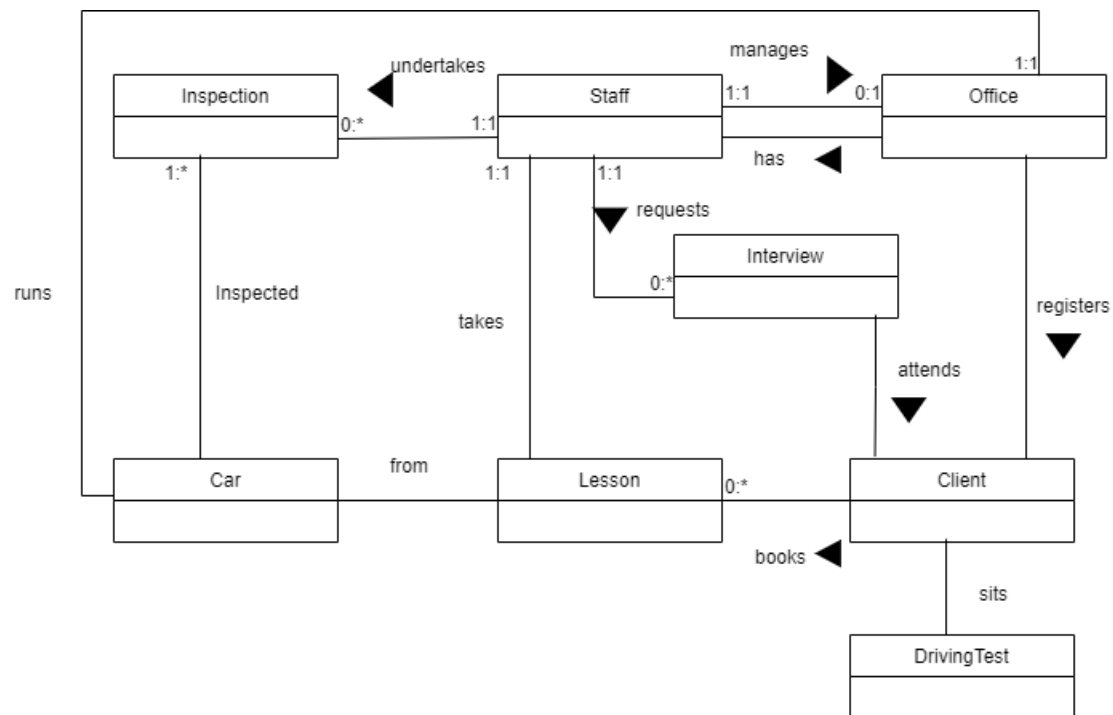 manages
undertakes
1:1
Inspection
Staff
Office
1:1
0:1
0:*
1:1
has
1:*
1:1
1:1
requests
Interview
0:*
runs
Inspected
registers
takes
attends
from
Car
Lesson
Client
0:*
books
sits
DrivingTest